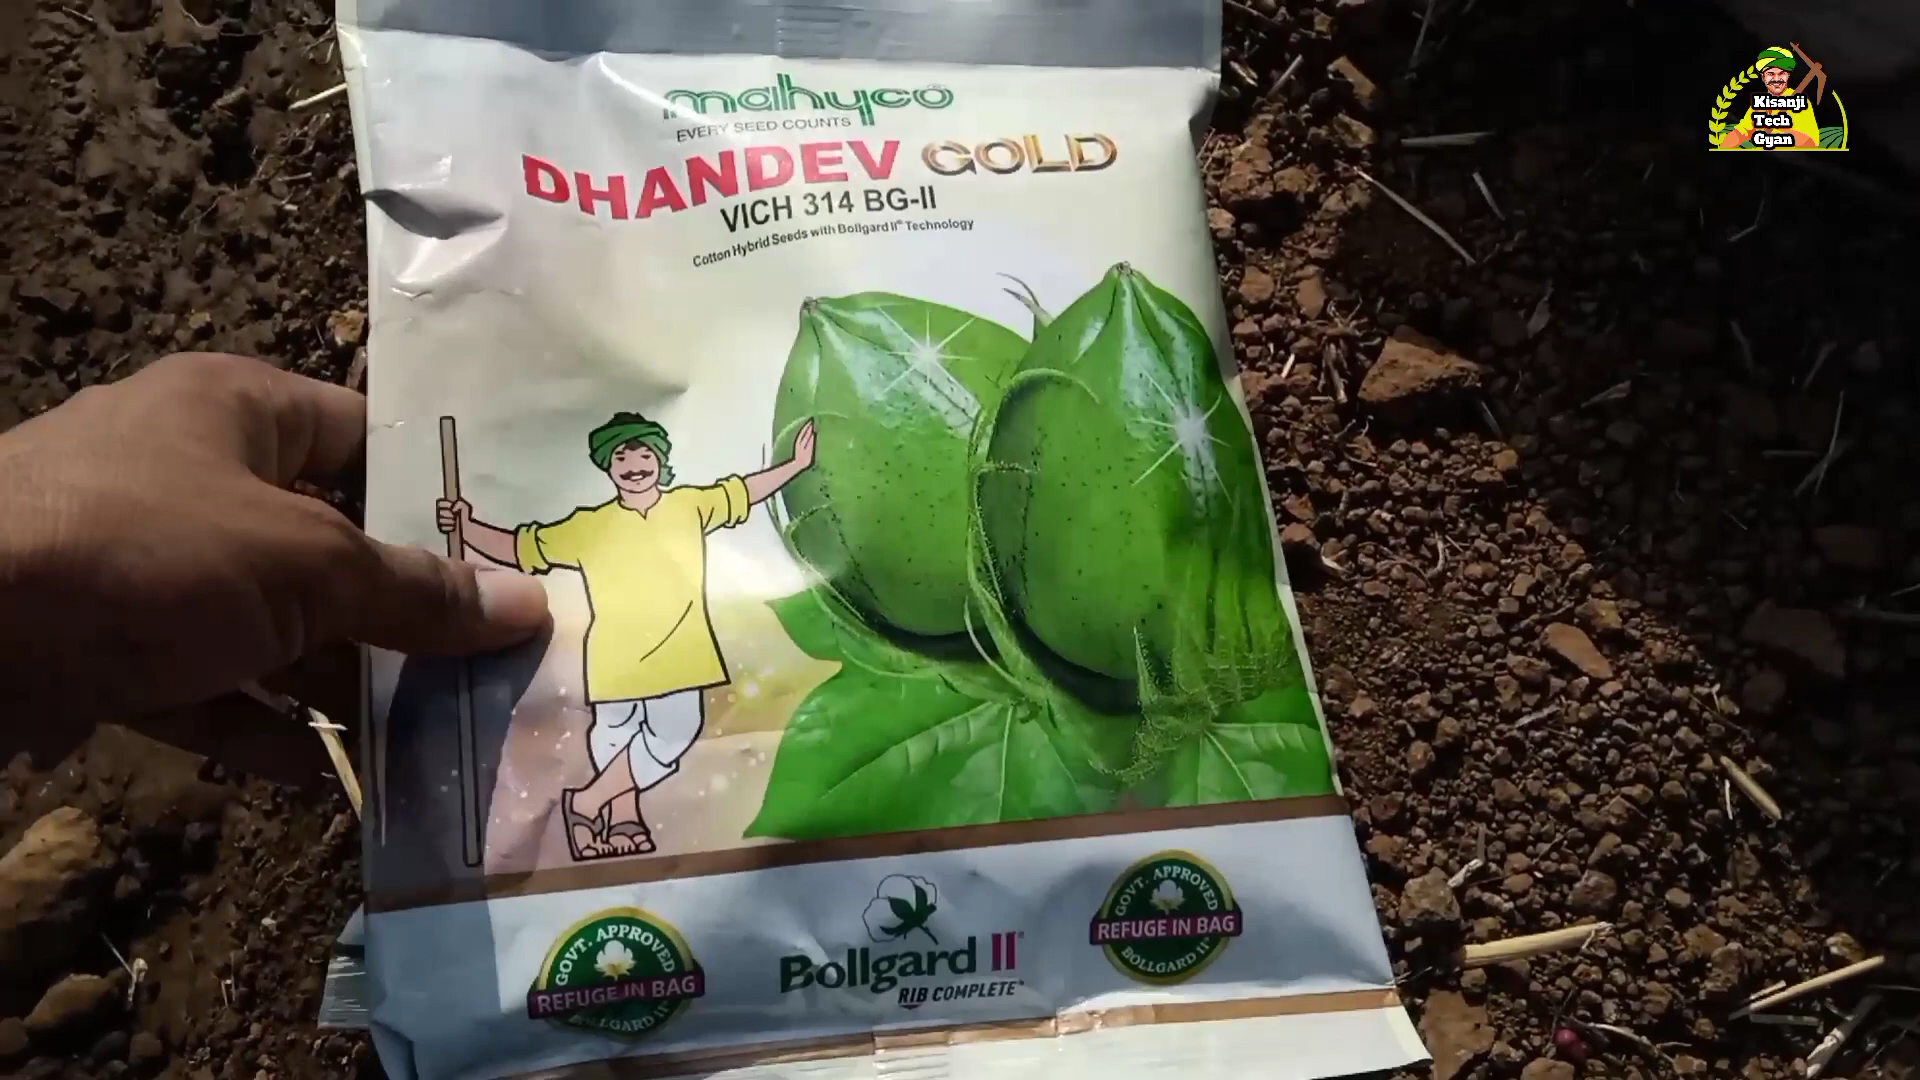 mahyco
EVERY SEED COUNTS
DHANDEV GOLD
VICH 314 BG-II
Cotton Hybrid Seeds with Bollgard II® Technology
Kisanji
Tech
Gyan
GOVT. APPROVED
REFUGE IN BAG
BOLLGARD II
Bollgard II®
RIB COMPLETE™
GOVT. APPROVED
REFUGE IN BAG
BOLLGARD II